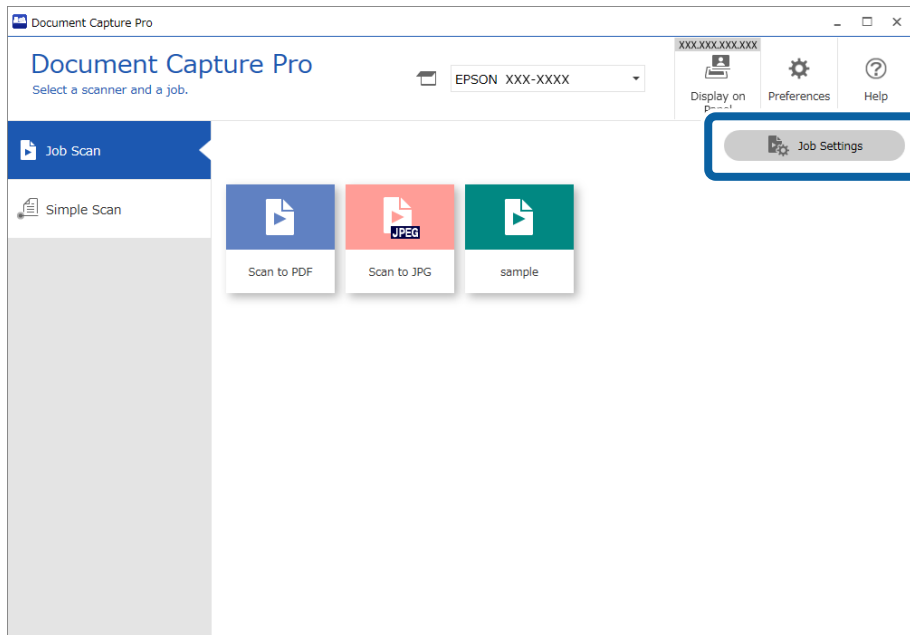 Document Capture Pro
Document Capture Pro
Select a scanner and a job.
EPSON XXX-XXXX
XXX.XXX.XXX.XXX
Display on
Panel
Preferences
Help
Job Scan
Job Settings
Simple Scan
JPEG
Scan to PDF
Scan to JPG
sample